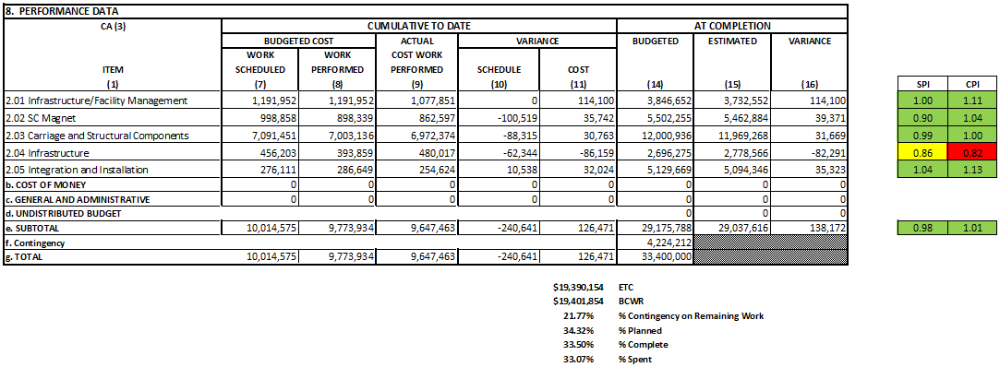 8. PERFORMANCE DATA
CA (3) CUMULATIVE TO DATE AT COMPLETION
BUDGETED COST ACTUAL VARIANCE BUDGETED ESTIMATED VARIANCE
WORK WORK COST WORK
SCHEDULED PERFORMED PERFORMED SCHEDULE COST
ITEM
(1) (7) (8) (9) (10) (11) (14) (15) (16) SPI CPI
2.01 Infrastructure/Facility Management 1,191,952 1,191,952 1,077,851 0 114,100 3,846,652 3,732,552 114,100 1.00 1.11
2.02 SC Magnet 998,858 898,339 862,597 -100,519 35,742 5,502,255 5,462,884 39,371 0.90 1.04
2.03 Carriage and Structural Components 7,091,451 7,003,136 6,972,374 -88,315 30,763 12,000,936 11,969,268 31,669 0.99 1.00
2.04 Infrastructure 456,203 393,859 480,017 -62,344 -86,159 2,696,275 2,778,566 -82,291 0.86 0.82
2.05 Integration and Installation 276,111 286,649 254,624 10,538 32,024 5,129,669 5,094,346 35,323 1.04 1.13
b. COST OF MONEY 0 0 0 0 0 0 0 0
c. GENERAL AND ADMINISTRATIVE 0 0 0 0 0 0 0 0
d. UNDISTRIBUTED BUDGET 0 0 0
e. SUBTOTAL 10,014,575 9,773,934 9,647,463 -240,641 126,471 29,175,788 29,037,616 138,172 0.98 1.01
f. Contingency 4,224,212
g. TOTAL 10,014,575 9,773,934 9,647,463 -240,641 126,471 33,400,000
$19,390,154 ETC
$19,401,854 BCWR
21.77% % Contingency on Remaining Work
34.32% % Planned
33.50% % Complete
33.07% % Spent